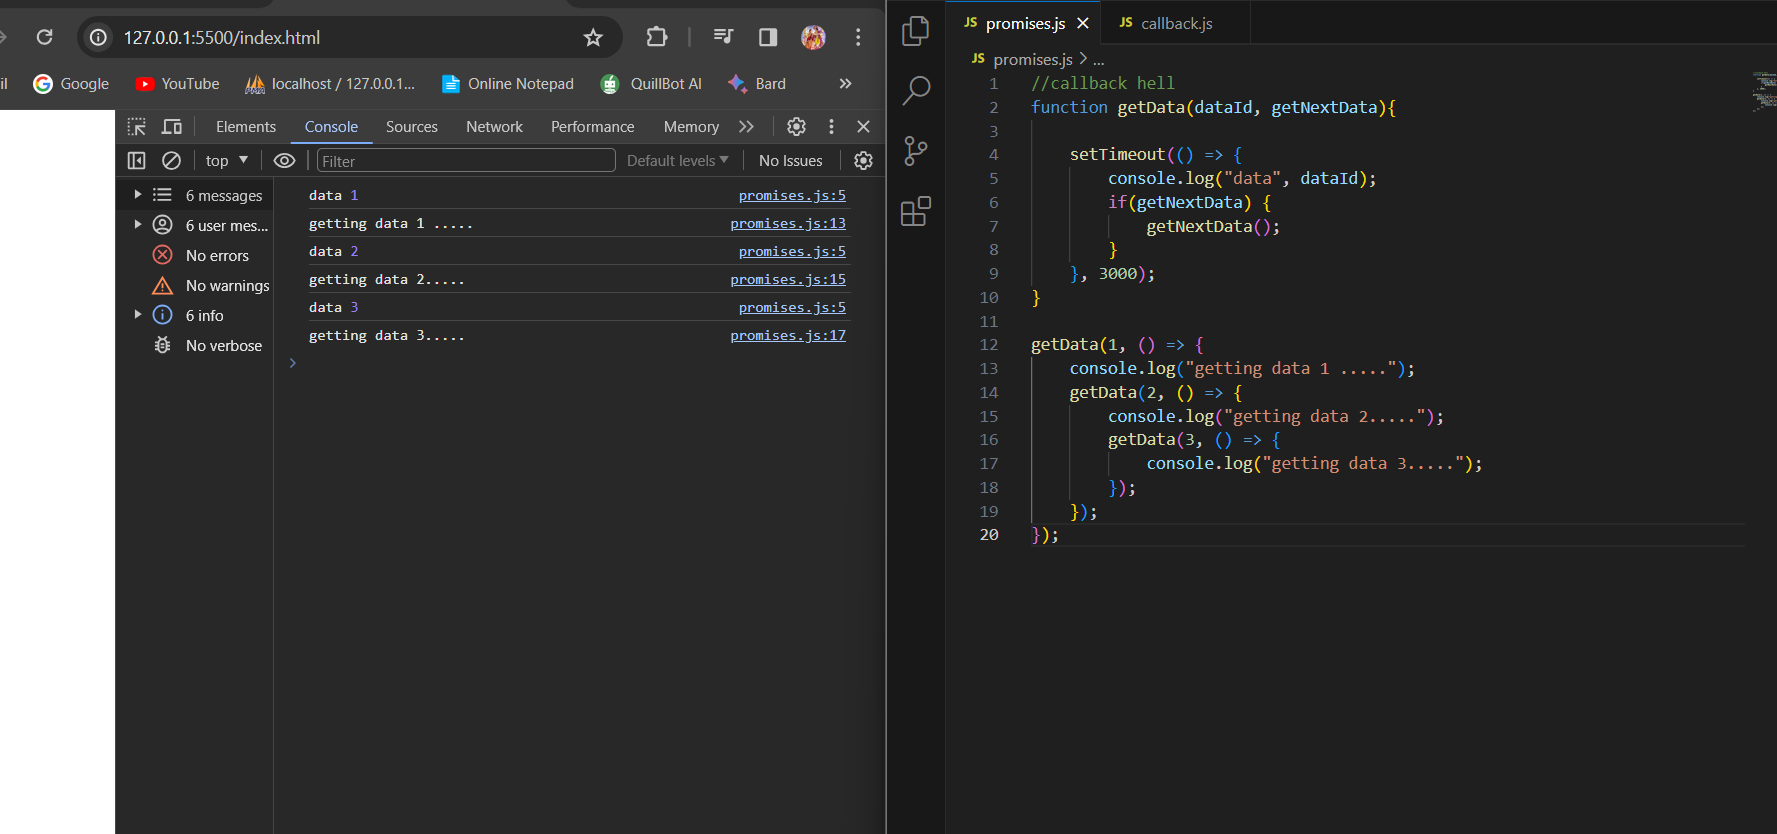 127.0.0.1:5500/index.html
il Google YouTube localhost / 127.0.0.1... Online Notepad QuillBot AI Bard »
Elements Console Sources Network Performance Memory »
top Filter Default levels No Issues
6 messages
6 user mes...
No errors
No warnings
6 info
No verbose
data 1 promises.js:5
getting data 1 ..... promises.js:13
data 2 promises.js:5
getting data 2..... promises.js:15
data 3 promises.js:5
getting data 3..... promises.js:17
>
JS promises.js JS callback.js
JS promises.js > ...
1 //callback hell
2 function getData(dataId, getNextData){
3
4 setTimeout(() => {
5 console.log("data", dataId);
6 if(getNextData) {
7 getNextData();
8 }
9 }, 3000);
10 }
11
12 getData(1, () => {
13 console.log("getting data 1 .....");
14 getData(2, () => {
15 console.log("getting data 2.....");
16 getData(3, () => {
17 console.log("getting data 3.....");
18 });
19 });
20 });